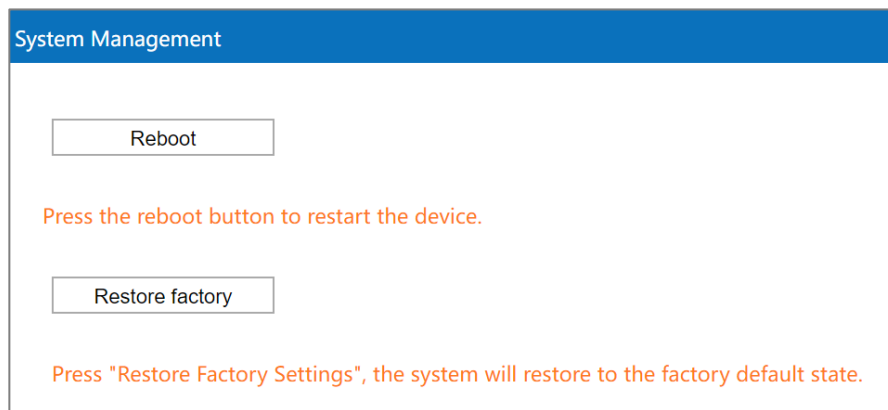 System Management
Reboot
Press the reboot button to restart the device.
Restore factory
Press "Restore Factory Settings", the system will restore to the factory default state.